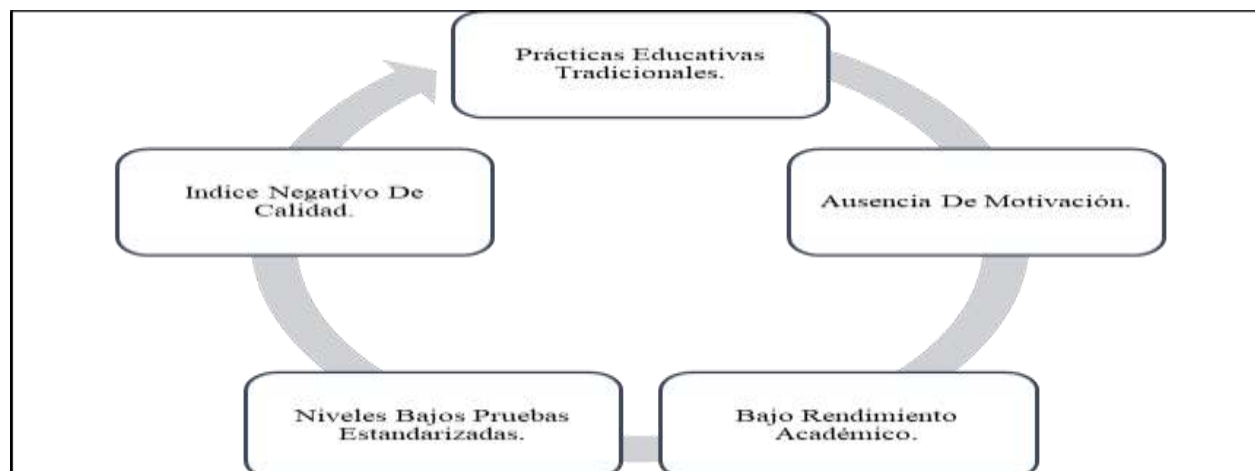 Prácticas Educativas
Tradicionales.
Ausencia De Motivación.
Bajo Rendimiento
Académico.
Niveles Bajos Pruebas
Estandarizadas.
Indice Negativo De
Calidad.